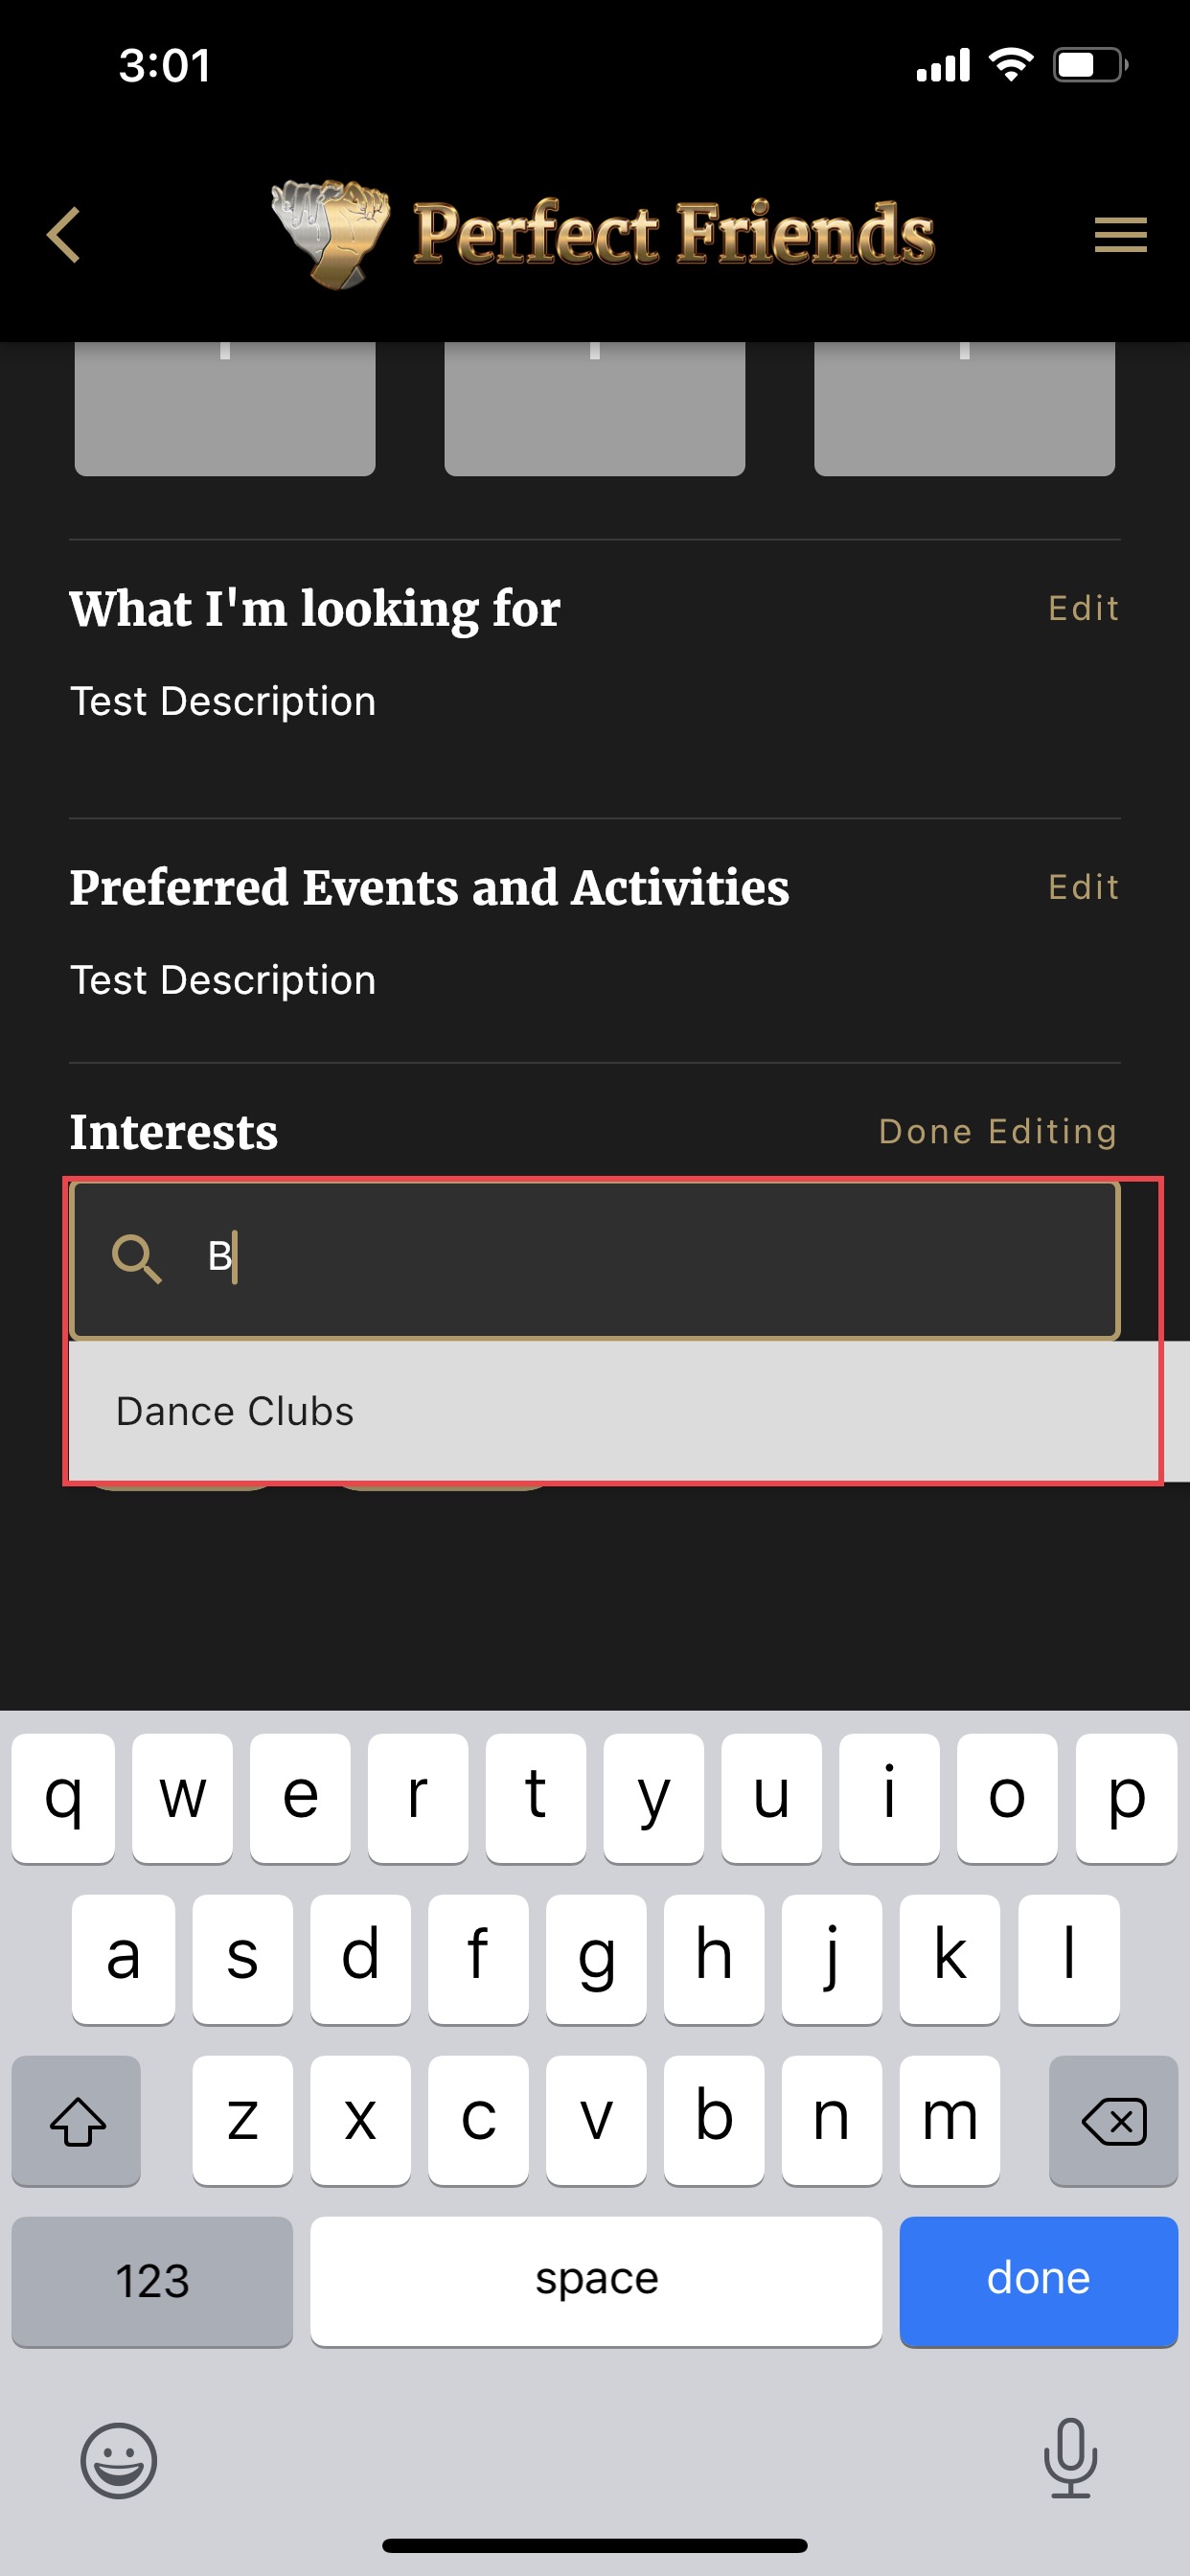 3:01
Perfect Friends
What I'm looking for
Edit
Test Description
Preferred Events and Activities
Edit
Test Description
Interests
Done Editing
B
Dance Clubs
q w e r t y u i o p
a s d f g h j k l
z x c v b n m
123 space done